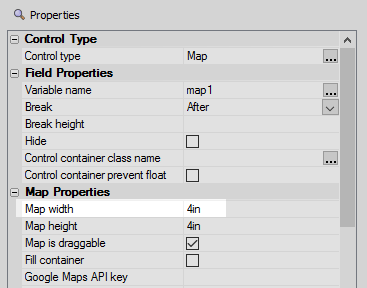 Properties
Control Type
Control type Map ...
Field Properties
Variable name map1 ...
Break After
Break height
Hide
Control container class name ...
Control container prevent float
Map Properties
Map width 4in
Map height 4in
Map is draggable
Fill container
Google Maps API key